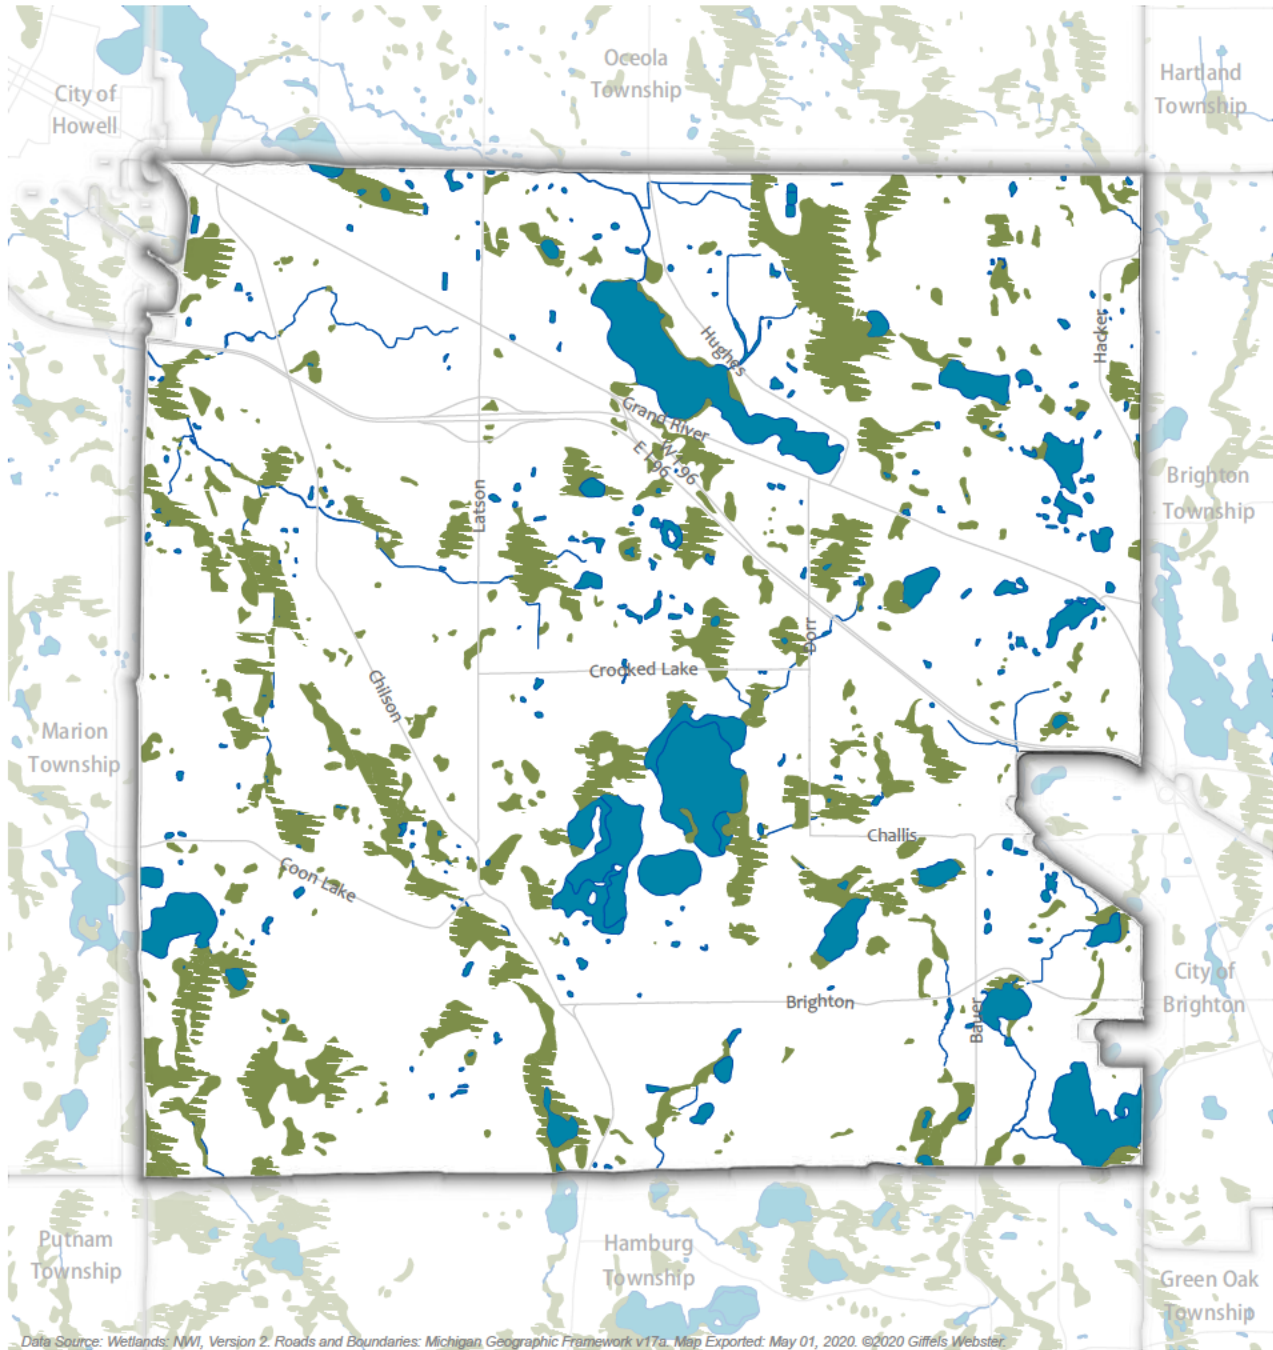 Oceola
Township
City of
Howell
Hartland
Township
Hacker
Hughes
Grand River
W I-96
E I-96
Latson
Brighton
Township
Dorr
Crooked Lake
Chilson
Marion
Township
Challis
Coon Lake
City of
Brighton
Brighton
Bauer
Putnam
Township
Hamburg
Township
Green Oak
Township
Data Source: Wetlands: NWI, Version 2. Roads and Boundaries: Michigan Geographic Framework v17a. Map Exported: May 01, 2020. ©2020 Giffels Webster.